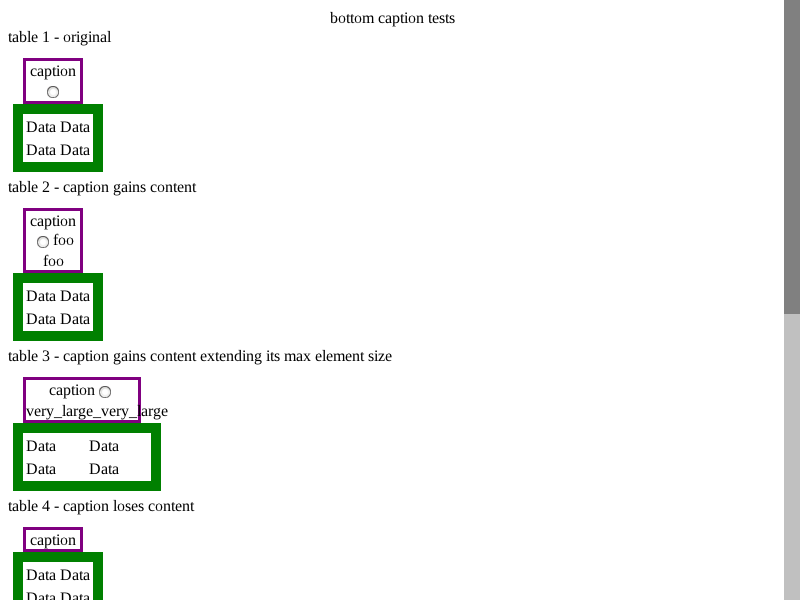 bottom caption tests
table 1 - original
caption
Data Data
Data Data
table 2 - caption gains content
caption
foo
foo
Data Data
Data Data
table 3 - caption gains content extending its max element size
caption
very_large_very_large
Data Data
Data Data
table 4 - caption loses content
caption
Data Data
Data Data